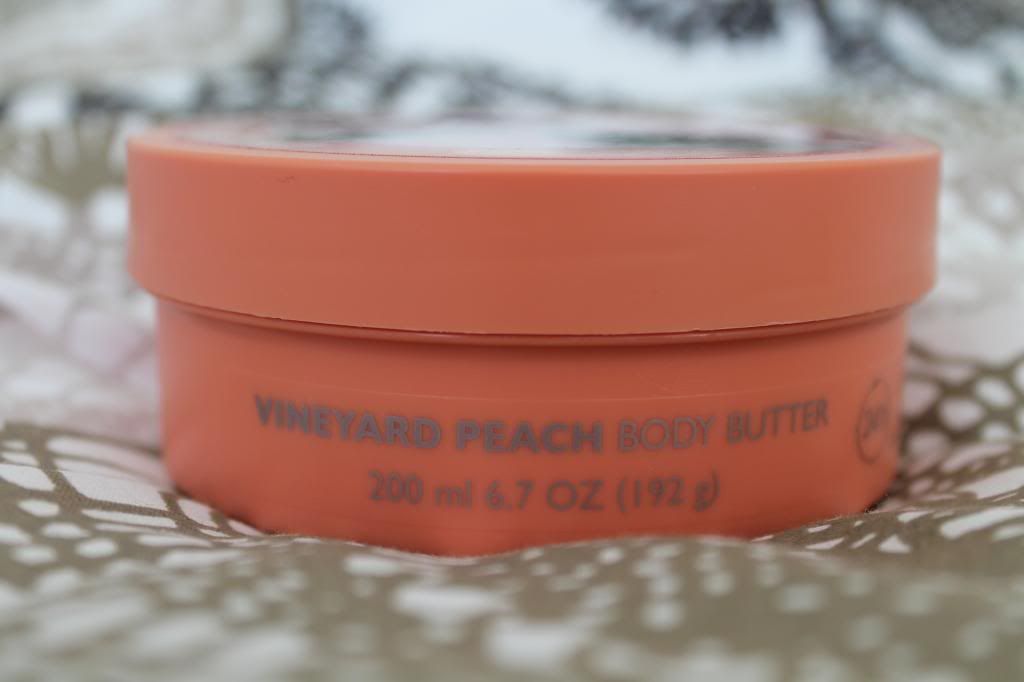 VINEYARD PEACH BODY BUTTER
200 ml 6.7 OZ (192 g)